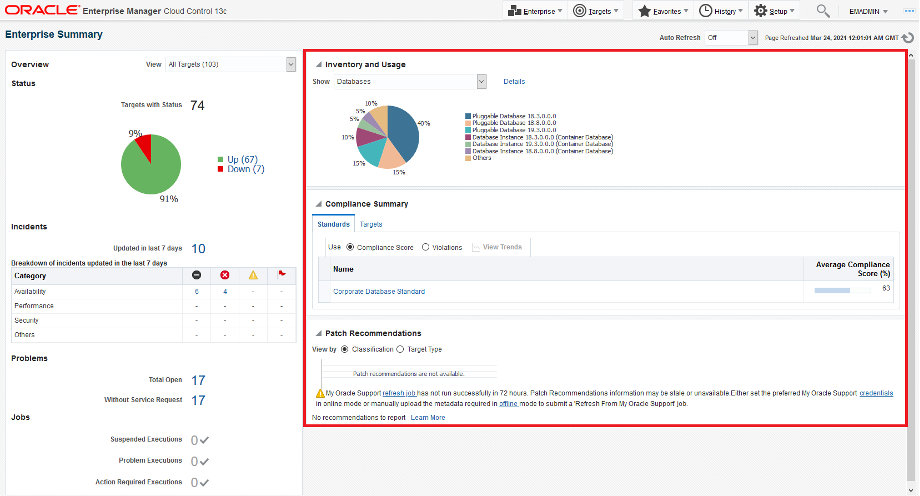 ORACLE Enterprise Manager Cloud Control 13c
Enterprise Targets Favorites History Setup EMADMIN
Enterprise Summary
Auto Refresh Off Page Refreshed Mar 24, 2021 12:01:01 AM GMT
Overview View All Targets (103)
Status
Targets with Status 74
9%
Up (67)
Down (7)
91%
Incidents
Updated in last 7 days 10
Breakdown of incidents updated in the last 7 days
Category
Availability 6 4 - -
Performance - - - -
Security - - - -
Others - - - -
Problems
Total Open 17
Without Service Request 17
Jobs
Suspended Executions 0
Problem Executions 0
Action Required Executions 0
Inventory and Usage
Show Databases Details
10%
5%
5%
10%
15%
15%
40%
Pluggable Database 18.3.0.0.0
Pluggable Database 18.8.0.0.0
Pluggable Database 19.3.0.0.0
Database Instance 18.3.0.0.0 (Container Database)
Database Instance 19.3.0.0.0 (Container Database)
Database Instance 18.8.0.0.0 (Container Database)
Others
Compliance Summary
Standards Targets
Use Compliance Score Violations View Trends
Name Average Compliance
Score (%)
Corporate Database Standard 63
Patch Recommendations
View by Classification Target Type
Patch recommendations are not available.
My Oracle Support refresh job has not run successfully in 72 hours. Patch Recommendations information may be stale or unavailable.Either set the preferred My Oracle Support credentials
in online mode or manually upload the metadata required in offline mode to submit a 'Refresh From My Oracle Support' job.
No recommendations to report Learn More